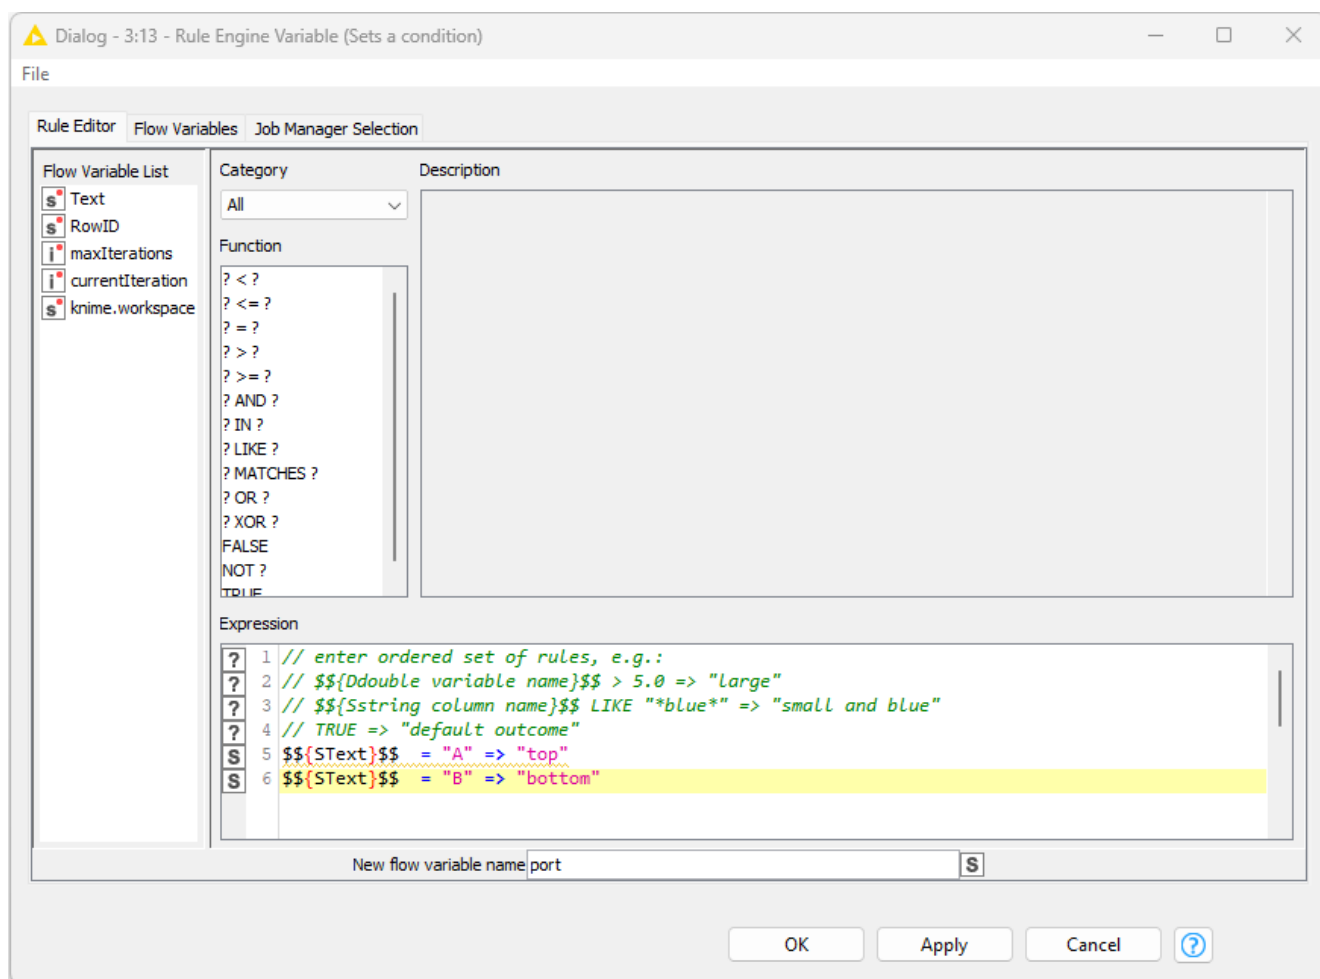 Dialog - 3:13 - Rule Engine Variable (Sets a condition)
File
Rule Editor Flow Variables Job Manager Selection
Flow Variable List
s Text
s RowID
i maxIterations
i currentIteration
s knime.workspace
Category
All
Function
? < ?
? <= ?
? = ?
? > ?
? >= ?
? AND ?
? IN ?
? LIKE ?
? MATCHES ?
? OR ?
? XOR ?
FALSE
NOT ?
TRUE
Description
Expression
? 1 // enter ordered set of rules, e.g.:
? 2 // $${Ddouble variable name}$$ > 5.0 => "large"
? 3 // $${Sstring column name}$$ LIKE "*blue*" => "small and blue"
? 4 // TRUE => "default outcome"
S 5 $${SText}$$  = "A" => "top"
S 6 $${SText}$$  = "B" => "bottom"
New flow variable name port S
OK Apply Cancel ?